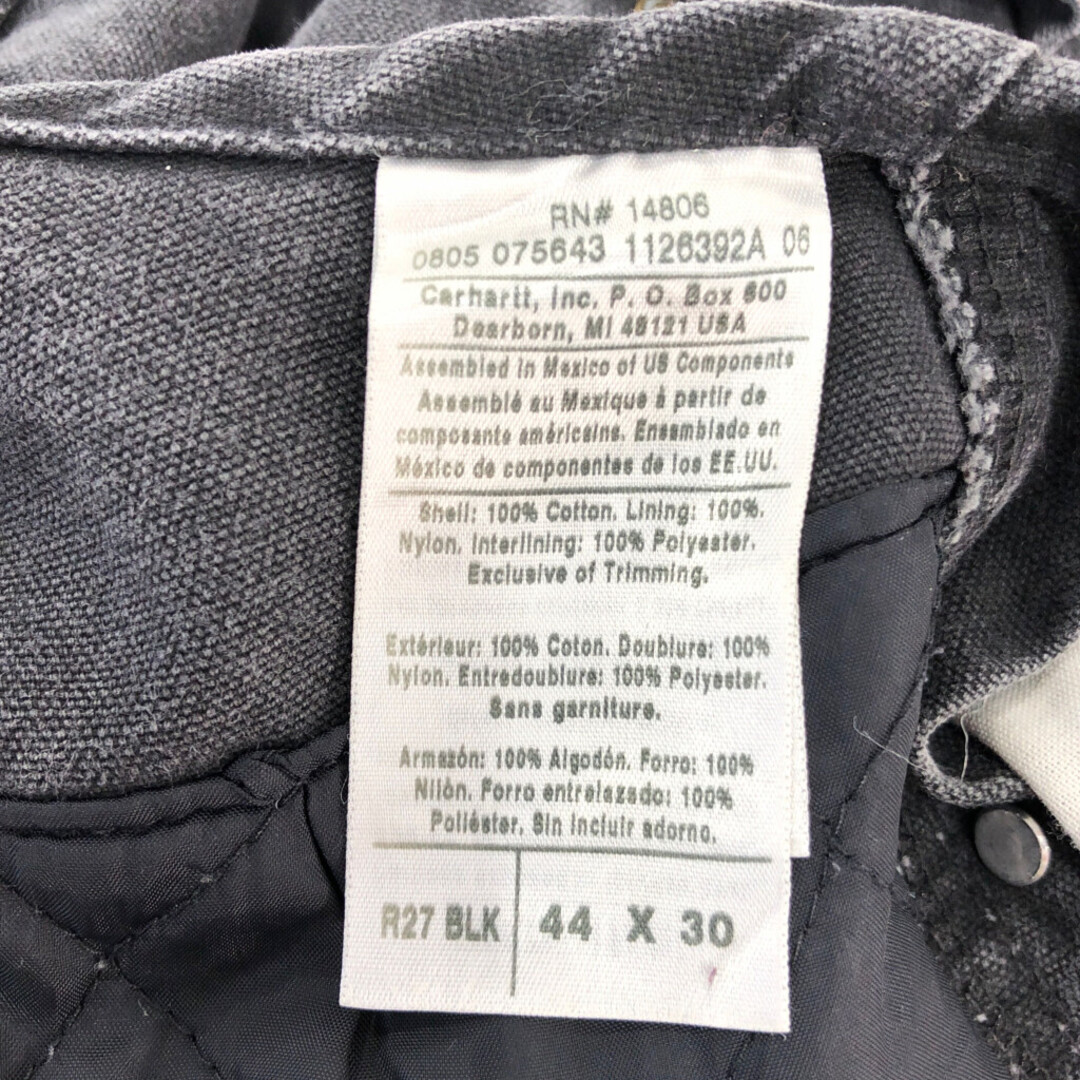 RN# 14806
0805 075643 1126392A 06
Carhartt, Inc. P. O. Box 600
Dearborn, MI 48121 USA
Assembled in Mexico of US Components
Assemblé au Mexique à partir de
composants américains. Ensamblado en
México de componentes de los EE.UU.
Shell: 100% Cotton. Lining: 100%.
Nylon. Interlining: 100% Polyester.
Exclusive of Trimming.
Extérieur: 100% Coton. Doublure: 100%
Nylon. Entredoublure: 100% Polyester.
Sans garniture.
Armazón: 100% Algodón. Forro: 100%
Nilón. Forro entrelazado: 100%
Poliéster. Sin incluir adorno.
R27 BLK 44 X 30